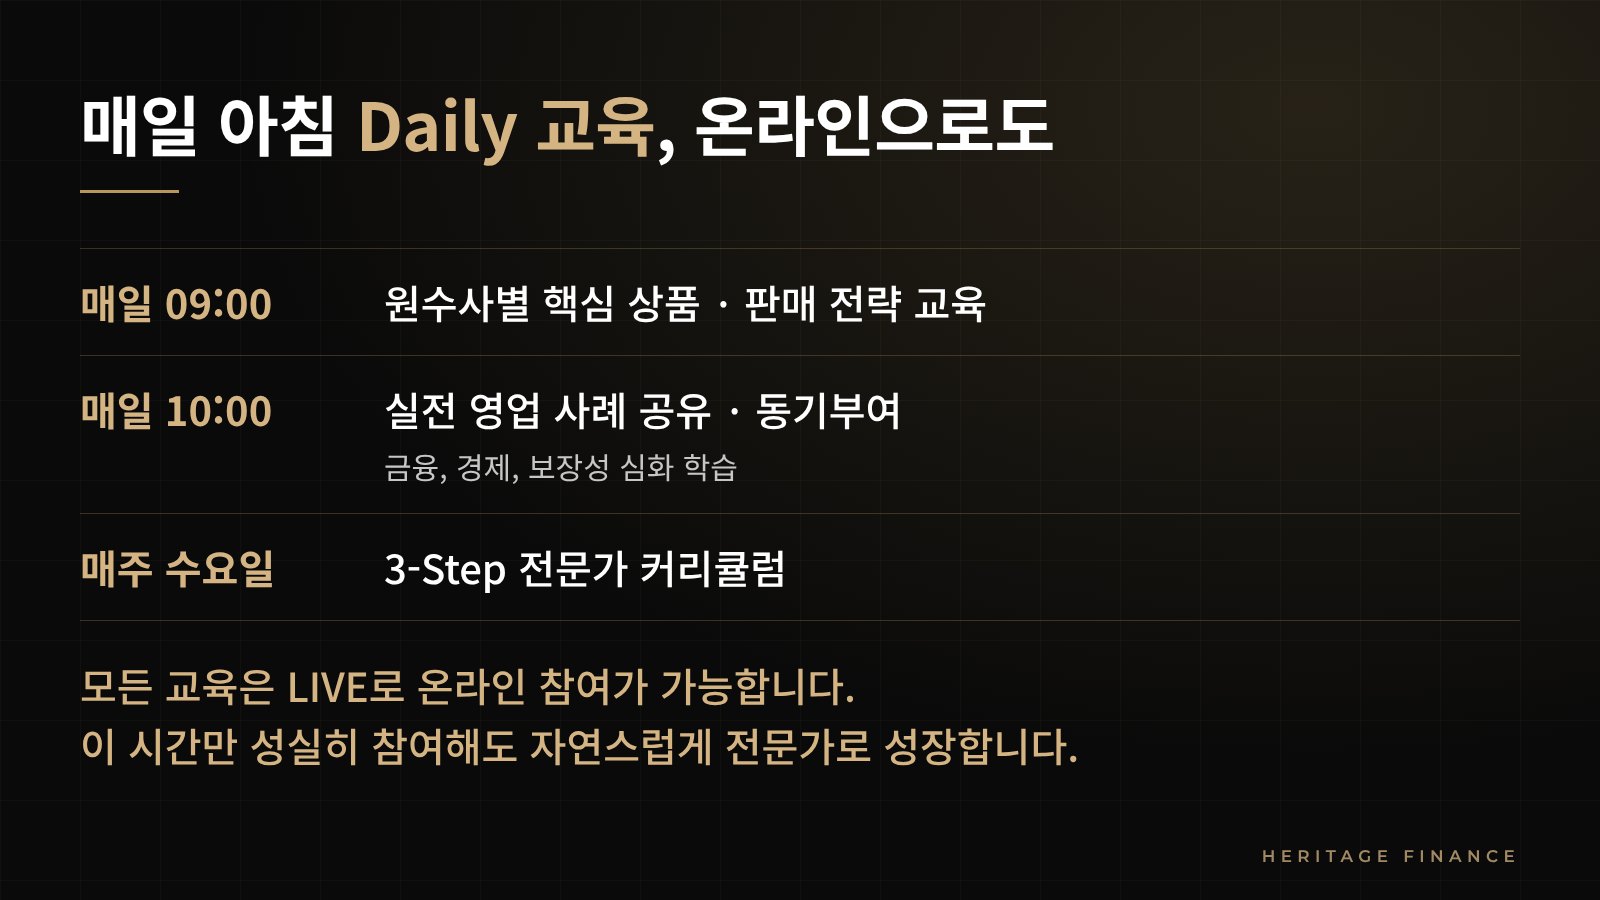 매일 아침 Daily 교육, 온라인으로도
매일 09:00
원수사별 핵심 상품 · 판매 전략 교육
매일 10:00
실전 영업 사례 공유 · 동기부여
금융, 경제, 보장성 심화 학습
매주 수요일
3-Step 전문가 커리큘럼
모든 교육은 LIVE로 온라인 참여가 가능합니다.
이 시간만 성실히 참여해도 자연스럽게 전문가로 성장합니다.
HERITAGE FINANCE